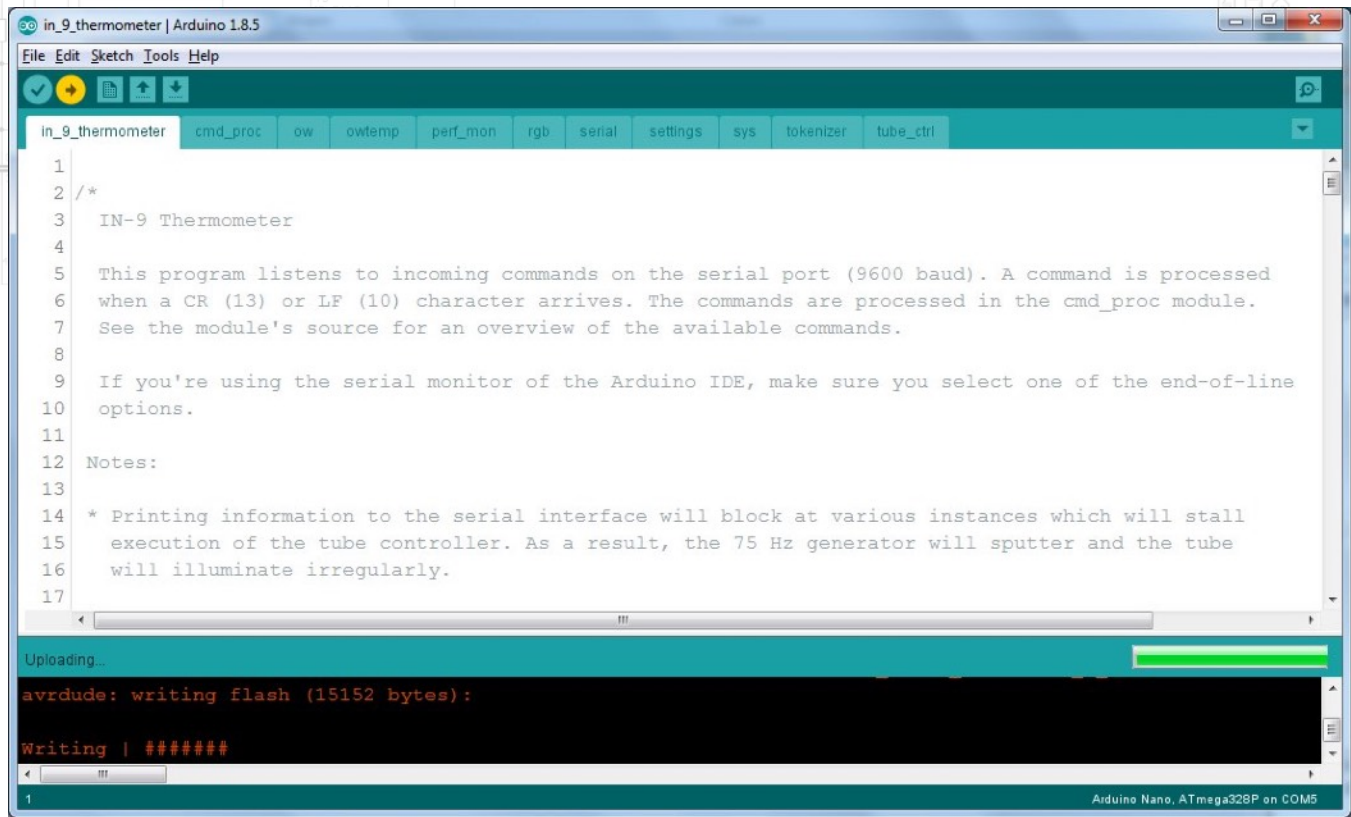 in_9_thermometer | Arduino 1.8.5
File Edit Sketch Tools Help
in_9_thermometer cmd_proc ow owtemp perf_mon rgb serial settings sys tokenizer tube_ctrl
1
2 /*
3 IN-9 Thermometer
4
5 This program listens to incoming commands on the serial port (9600 baud). A command is processed
6 when a CR (13) or LF (10) character arrives. The commands are processed in the cmd_proc module.
7 See the module's source for an overview of the available commands.
8
9 If you're using the serial monitor of the Arduino IDE, make sure you select one of the end-of-line
10 options.
11
12 Notes:
13
14 * Printing information to the serial interface will block at various instances which will stall
15 execution of the tube controller. As a result, the 75 Hz generator will sputter and the tube
16 will illuminate irregularly.
17
Uploading...
avrdude: writing flash (15152 bytes):
Writing | #######
1 Arduino Nano, ATmega328P on COM5